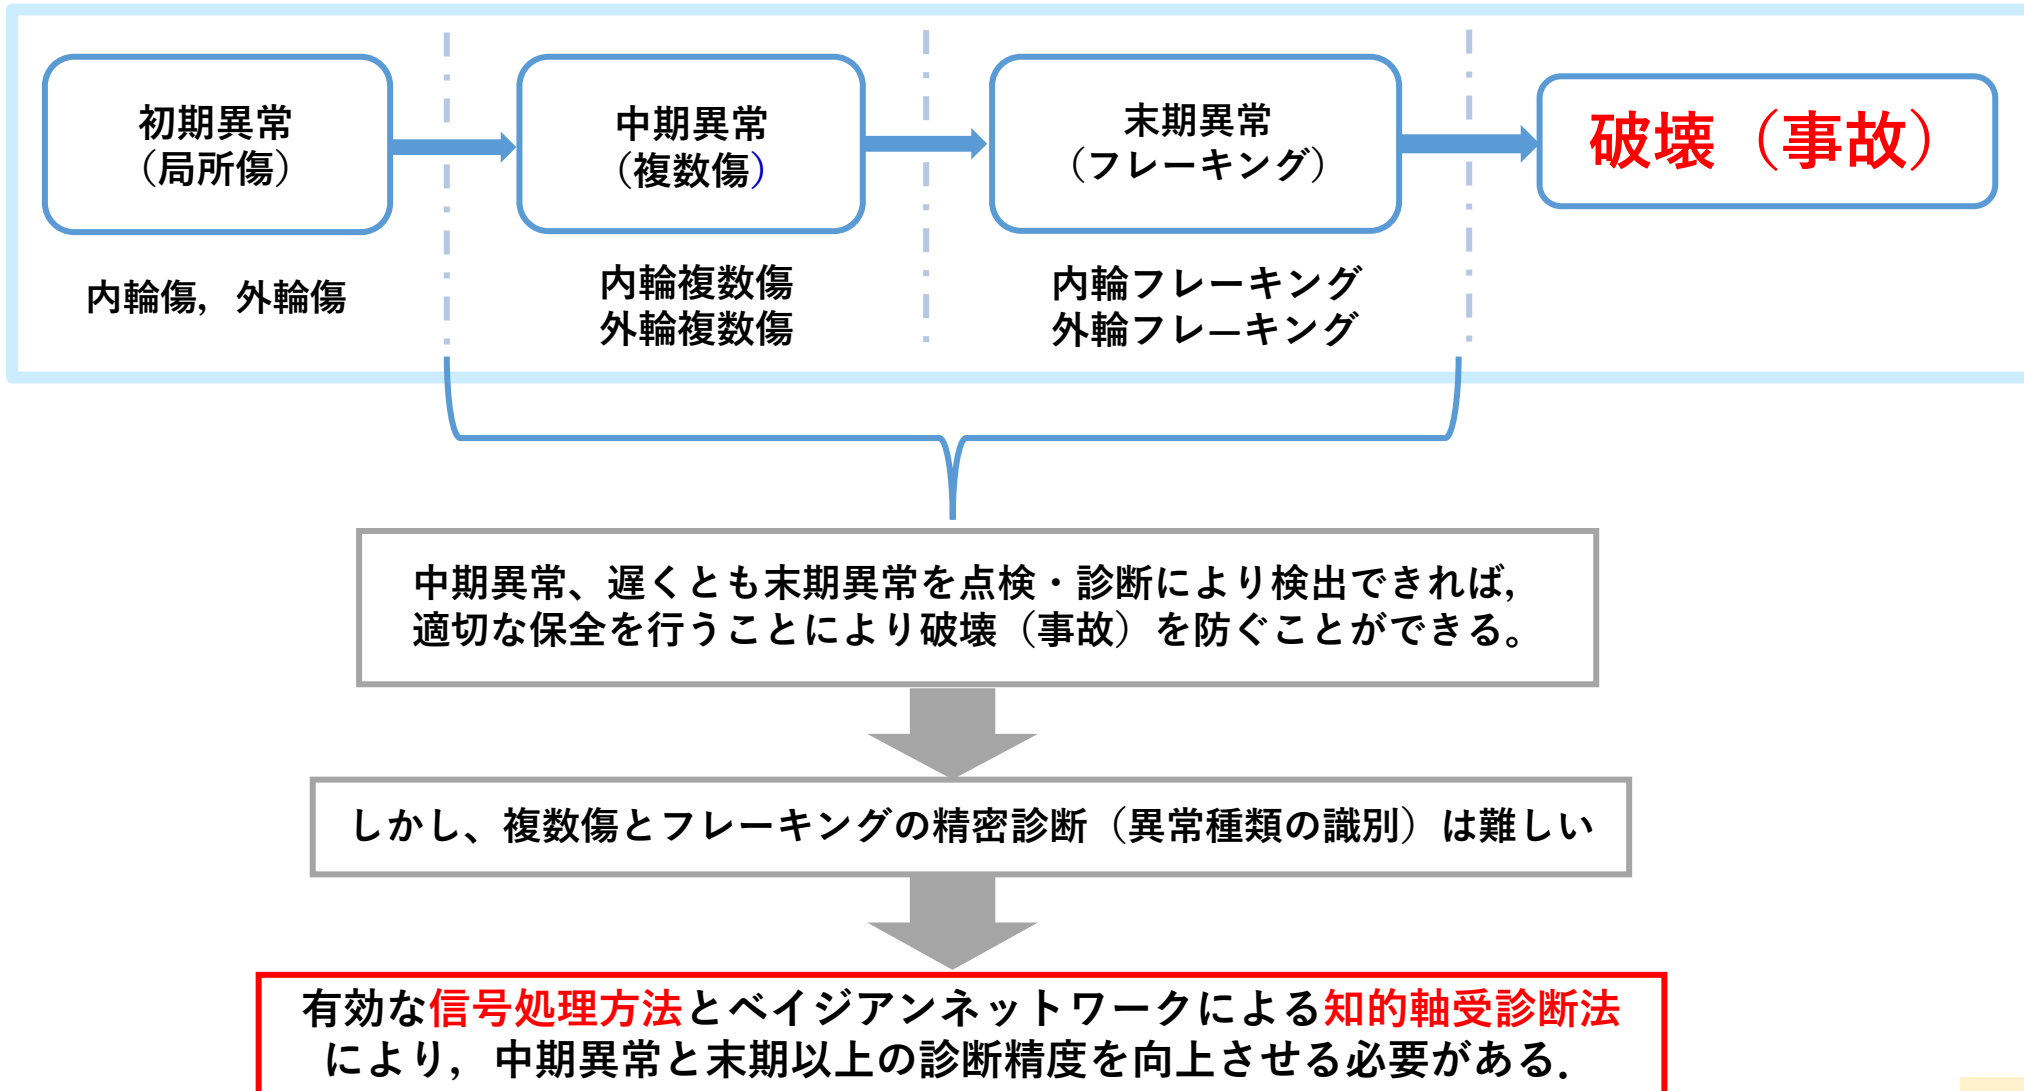 初期異常
（局所傷）
中期異常
（複数傷）
末期異常
（フレーキング）
破壊（事故）
内輪傷，外輪傷
内輪複数傷
外輪複数傷
内輪フレーキング
外輪フレ―キング
中期異常、遅くとも末期異常を点検・診断により検出できれば，
適切な保全を行うことにより破壊（事故）を防ぐことができる。
しかし、複数傷とフレーキングの精密診断（異常種類の識別）は難しい
有効な信号処理方法とベイジアンネットワークによる知的軸受診断法
により，中期異常と末期以上の診断精度を向上させる必要がある．